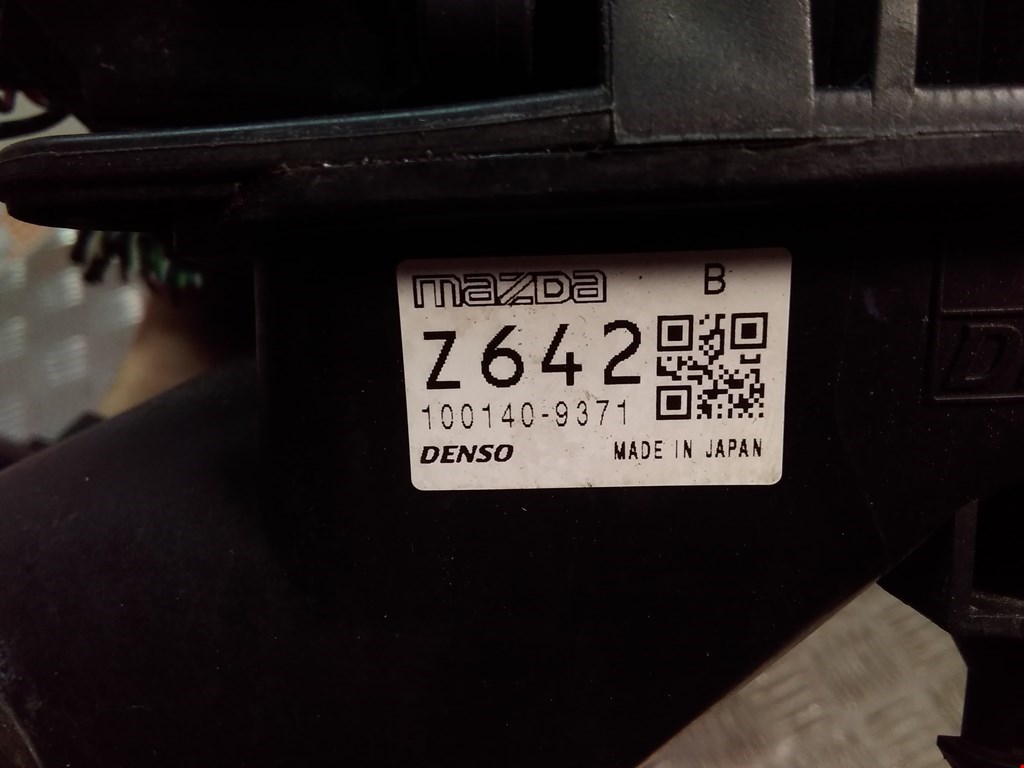 mazda B
Z642
100140-9371
DENSO MADE IN JAPAN